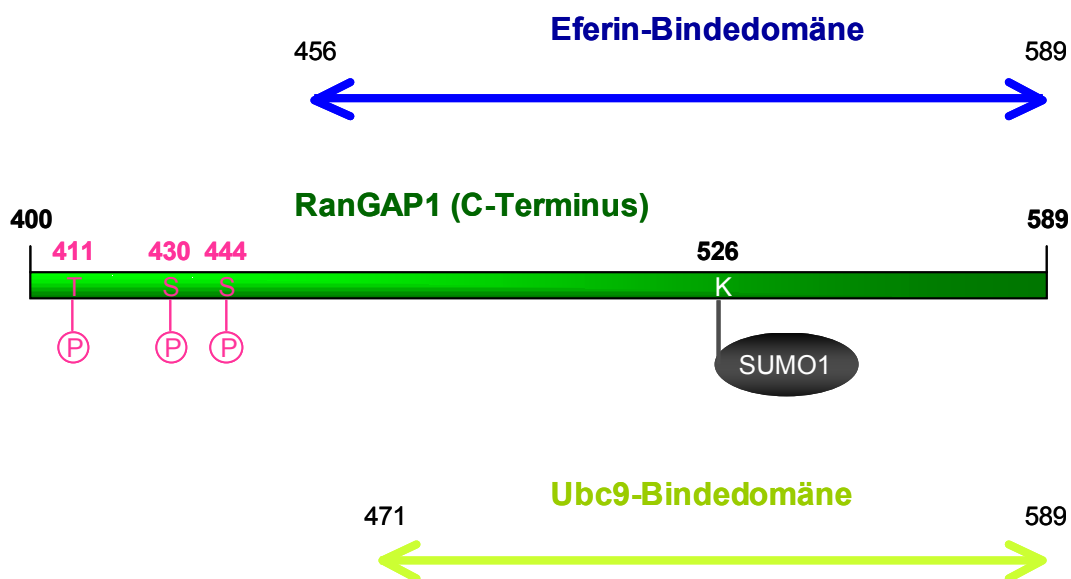 Eferin-Bindedomäne
456 589
RanGAP1 (C-Terminus)
400 589
411 430 444 526
T S S K
P P P
SUMO1
Ubc9-Bindedomäne
471 589